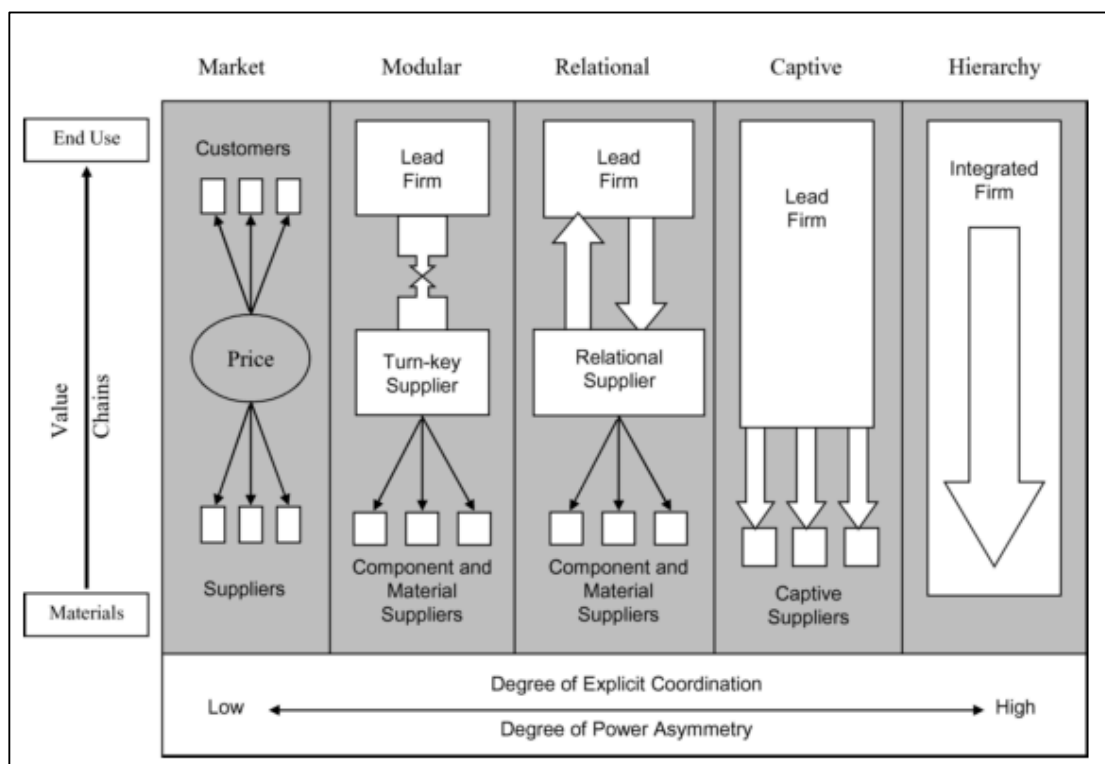 Market
Modular
Relational
Captive
Hierarchy
End Use
Value
Chains
Materials
Customers
Price
Suppliers
Lead
Firm
Turn-key
Supplier
Component and
Material
Suppliers
Lead
Firm
Relational
Supplier
Component and
Material
Suppliers
Lead
Firm
Captive
Suppliers
Integrated
Firm
Degree of Explicit Coordination
Low
High
Degree of Power Asymmetry